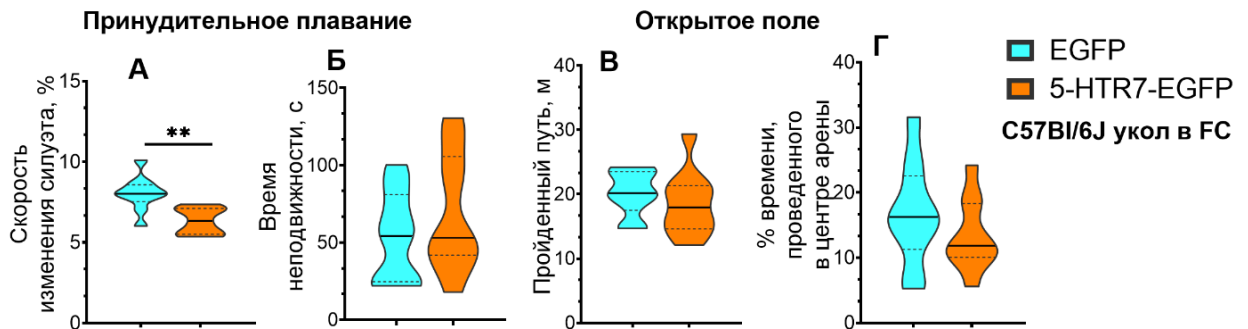 Принудительное плавание
Открытое поле
А
Скорость
изменения силуэта, %
15
10
5
0
**
Б
Время
неподвижности, с
150
100
50
0
В
Пройденный путь, м
40
30
20
10
0
Г
% времени,
проведенного
в центре арены
40
30
20
10
0
EGFP
5-HTR7-EGFP
C57Bl/6J укол в FC